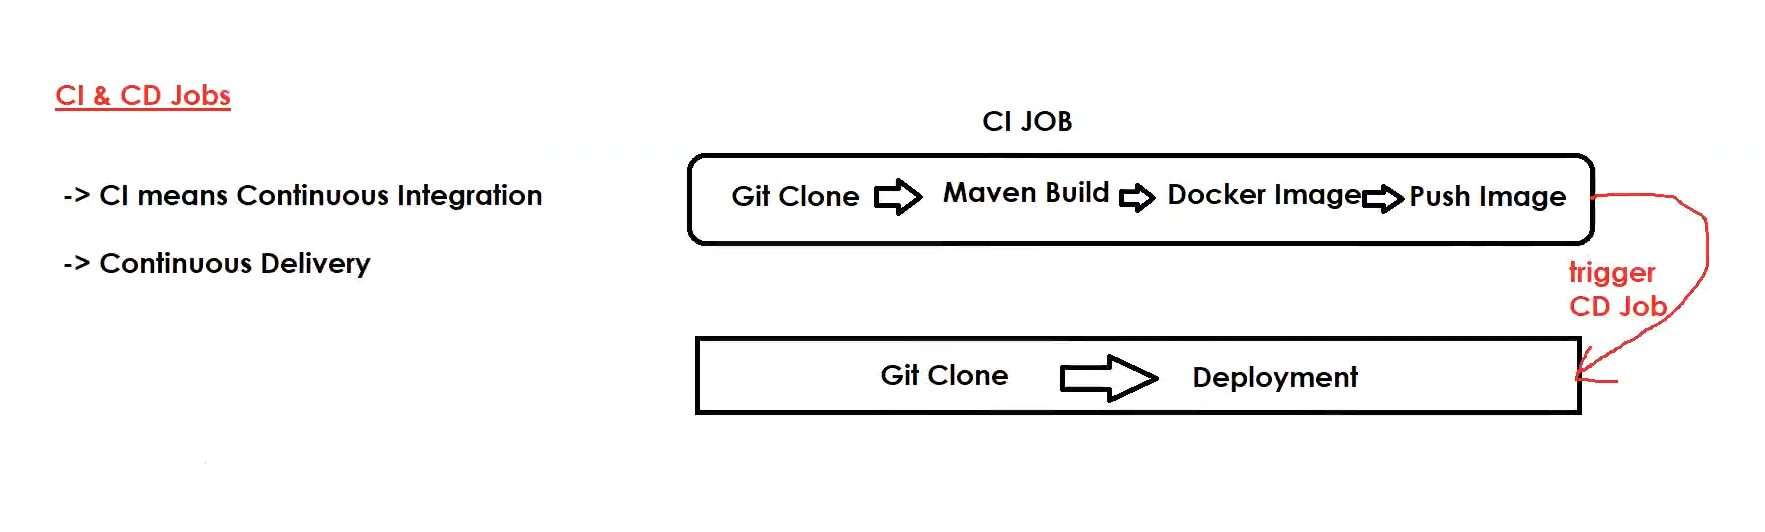 CI & CD Jobs
-> CI means Continuous Integration
-> Continuous Delivery
CI JOB
Git Clone Maven Build Docker Image Push Image
trigger
CD Job
Git Clone Deployment